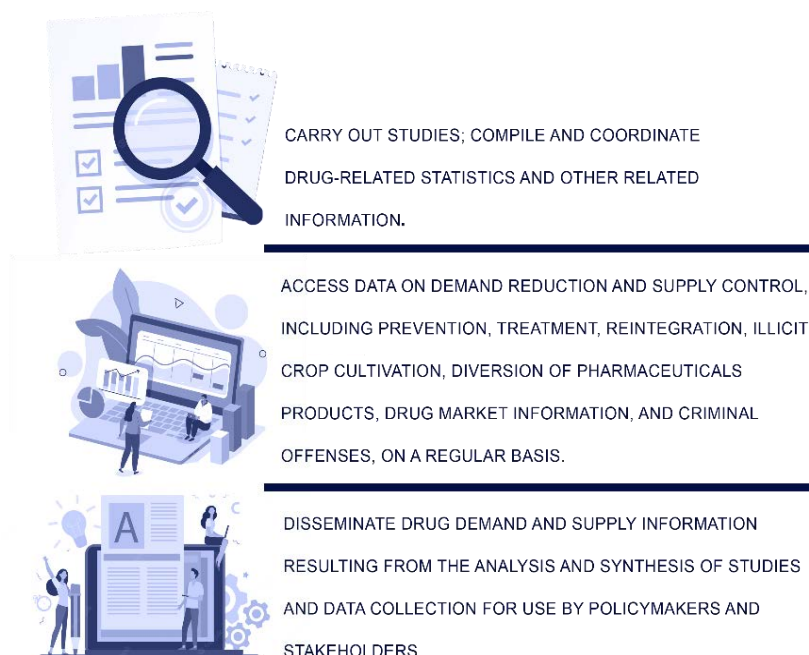 CARRY OUT STUDIES; COMPILE AND COORDINATE
DRUG-RELATED STATISTICS AND OTHER RELATED
INFORMATION.
ACCESS DATA ON DEMAND REDUCTION AND SUPPLY CONTROL,
INCLUDING PREVENTION, TREATMENT, REINTEGRATION, ILLICIT
CROP CULTIVATION, DIVERSION OF PHARMACEUTICALS
PRODUCTS, DRUG MARKET INFORMATION, AND CRIMINAL
OFFENSES, ON A REGULAR BASIS.
A
DISSEMINATE DRUG DEMAND AND SUPPLY INFORMATION
RESULTING FROM THE ANALYSIS AND SYNTHESIS OF STUDIES
AND DATA COLLECTION FOR USE BY POLICYMAKERS AND
STAKEHOLDERS